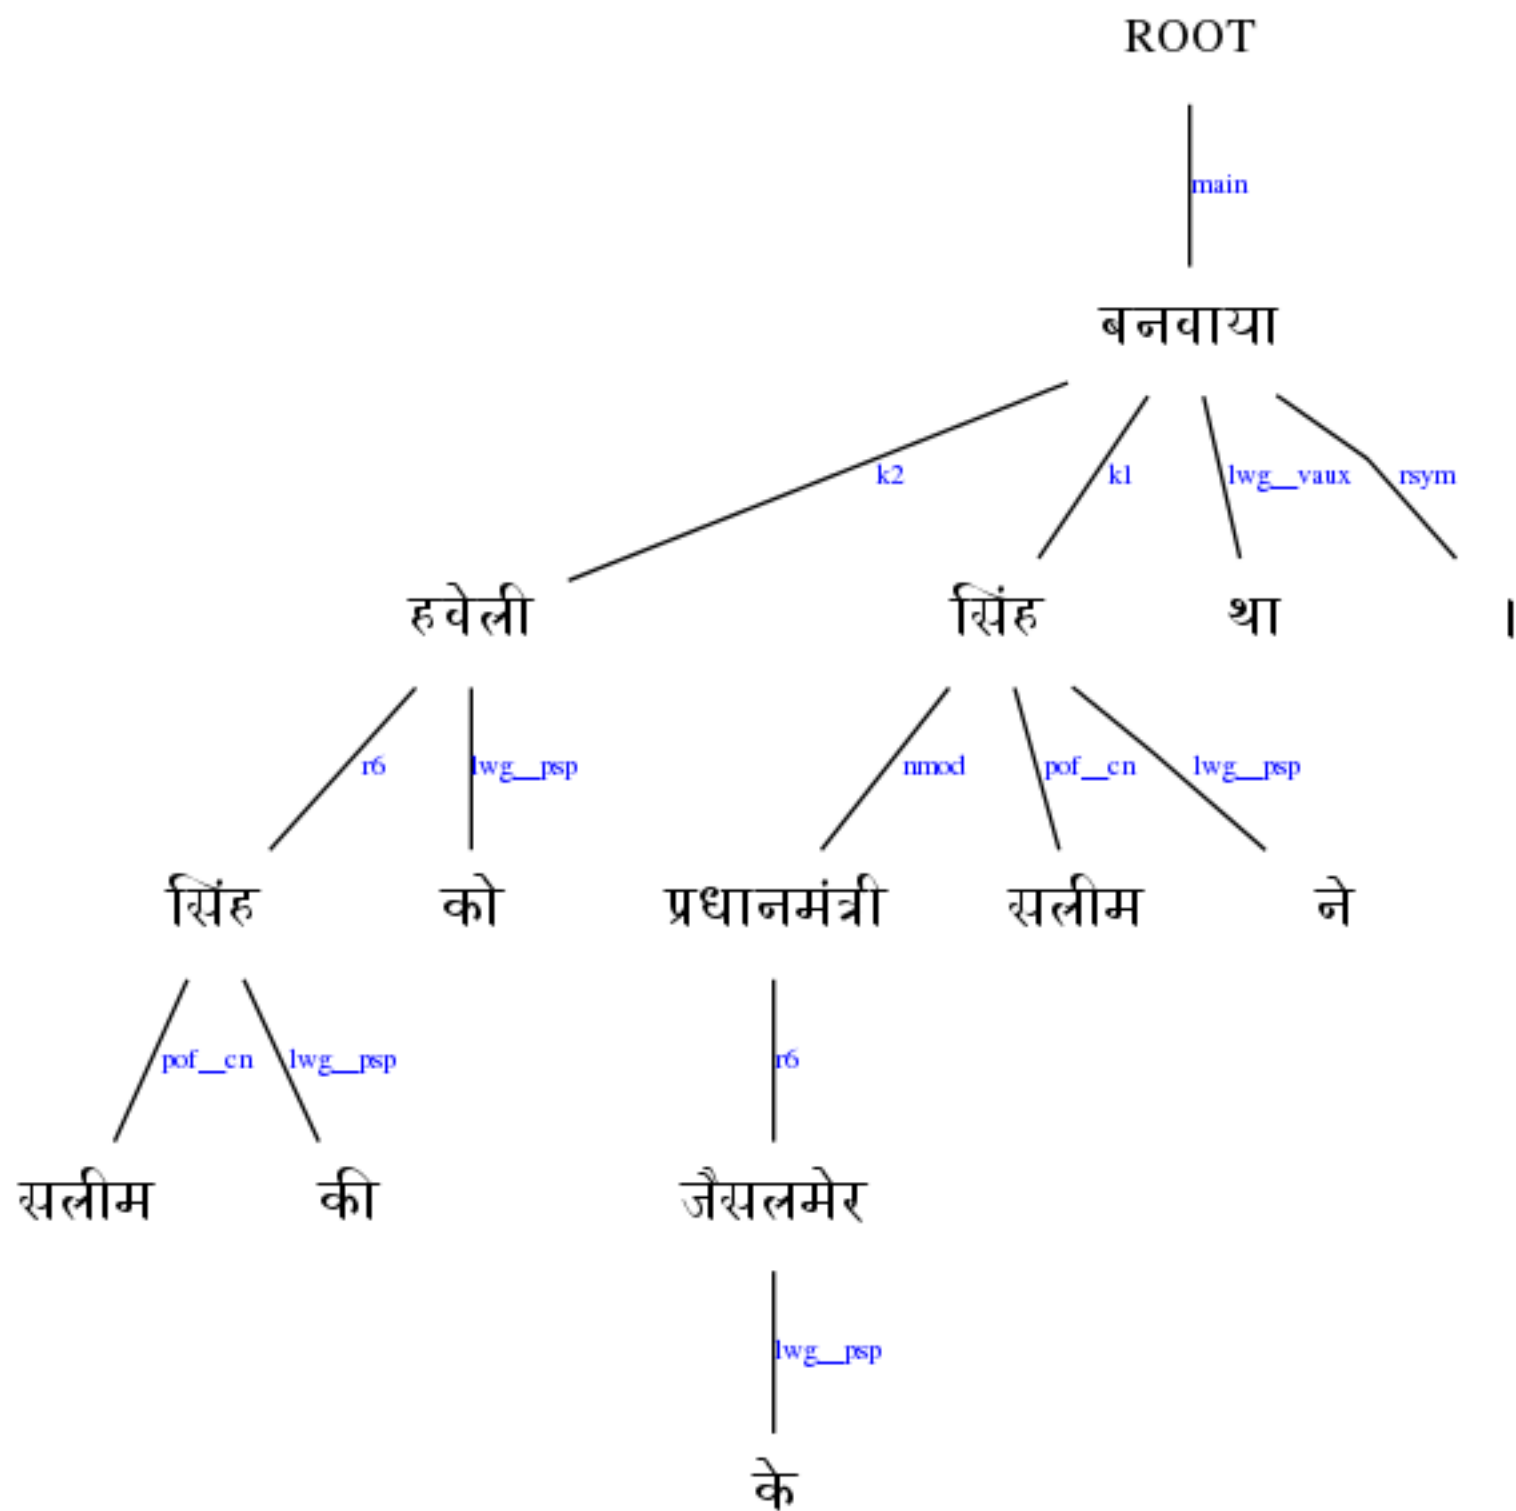 ROOT
main
बनवाया
k2 k1 lwg__vaux rsym
हवेली सिंह था ।
r6 lwg__psp nmod pof__cn lwg__psp
सिंह को प्रधानमंत्री सलीम ने
pof__cn lwg__psp r6
सलीम की जैसलमेर
lwg__psp
के